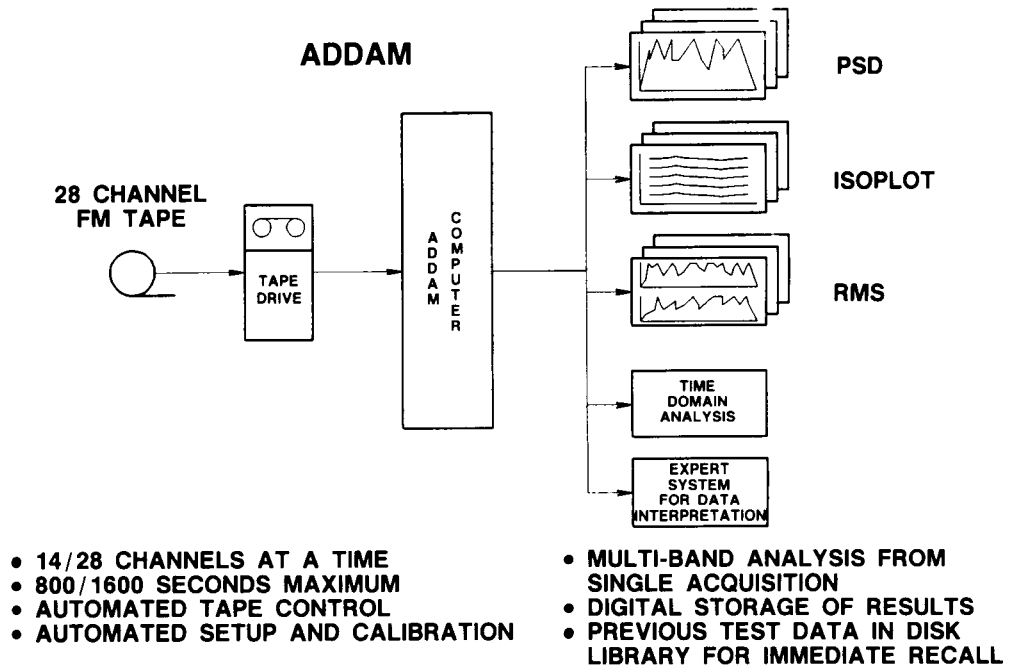 ADDAM
28 CHANNEL
FM TAPE
TAPE
DRIVE
ADDAM
COMPUTER
PSD
ISOPLOT
RMS
TIME
DOMAIN
ANALYSIS
EXPERT
SYSTEM
FOR DATA
INTERPRETATION
• 14/28 CHANNELS AT A TIME
• 800/1600 SECONDS MAXIMUM
• AUTOMATED TAPE CONTROL
• AUTOMATED SETUP AND CALIBRATION
• MULTI-BAND ANALYSIS FROM
SINGLE ACQUISITION
• DIGITAL STORAGE OF RESULTS
• PREVIOUS TEST DATA IN DISK
LIBRARY FOR IMMEDIATE RECALL